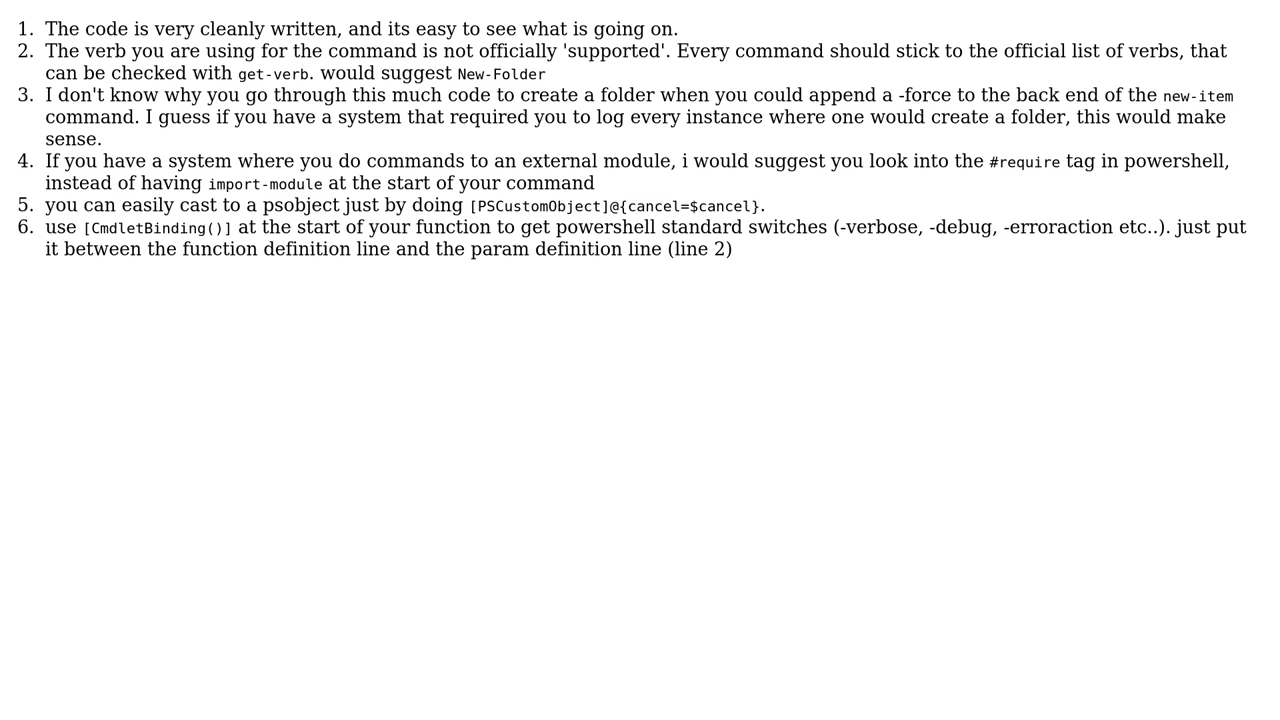 1. The code is very cleanly written, and its easy to see what is going on.
2. The verb you are using for the command is not officially 'supported'. Every command should stick to the official list of verbs, that
can be checked with get-verb. would suggest New-Folder
3. I don't know why you go through this much code to create a folder when you could append a -force to the back end of the new-item
command. I guess if you have a system that required you to log every instance where one would create a folder, this would make
sense.
4. If you have a system where you do commands to an external module, i would suggest you look into the #require tag in powershell,
instead of having import-module at the start of your command
5. you can easily cast to a psobject just by doing [PSCustomObject]@{cancel=$cancel}.
6. use [CmdletBinding()] at the start of your function to get powershell standard switches (-verbose, -debug, -erroraction etc..). just put
it between the function definition line and the param definition line (line 2)